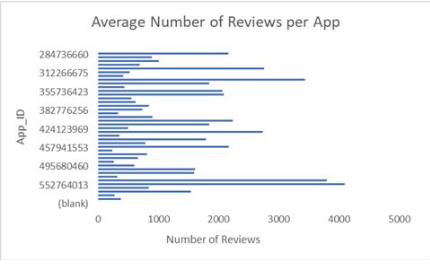 Average Number of Reviews per App
284736660
312266675
355736423
382776256
424123969
457941553
495680460
552764013
(blank)
App_ID
0 1000 2000 3000 4000 5000
Number of Reviews